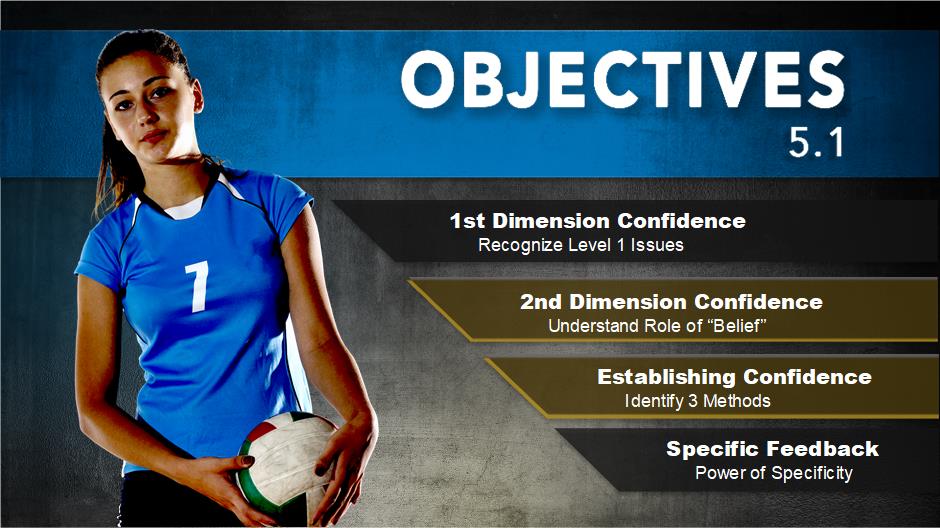 OBJECTIVES
5.1
1st Dimension Confidence
Recognize Level 1 Issues
2nd Dimension Confidence
Understand Role of “Belief”
Establishing Confidence
Identify 3 Methods
Specific Feedback
Power of Specificity
1